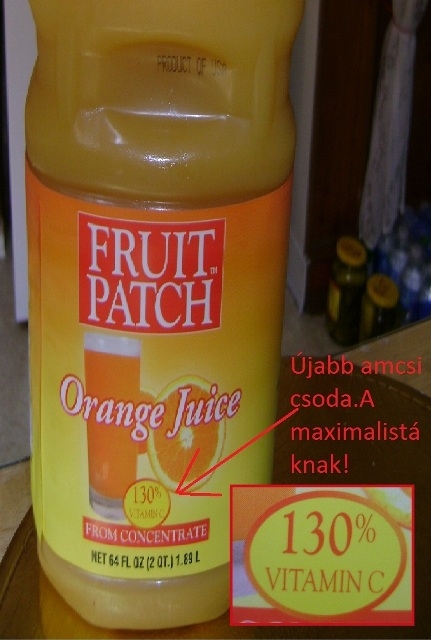 PRODUCT OF USA
FRUIT
PATCH™
Orange Juice
130%
VITAMIN C
FROM CONCENTRATE
NET 64 FL OZ (2 QT.) 1.89 L
Újabb amcsi
csoda.A
maximalistá
knak!
130%
VITAMIN C